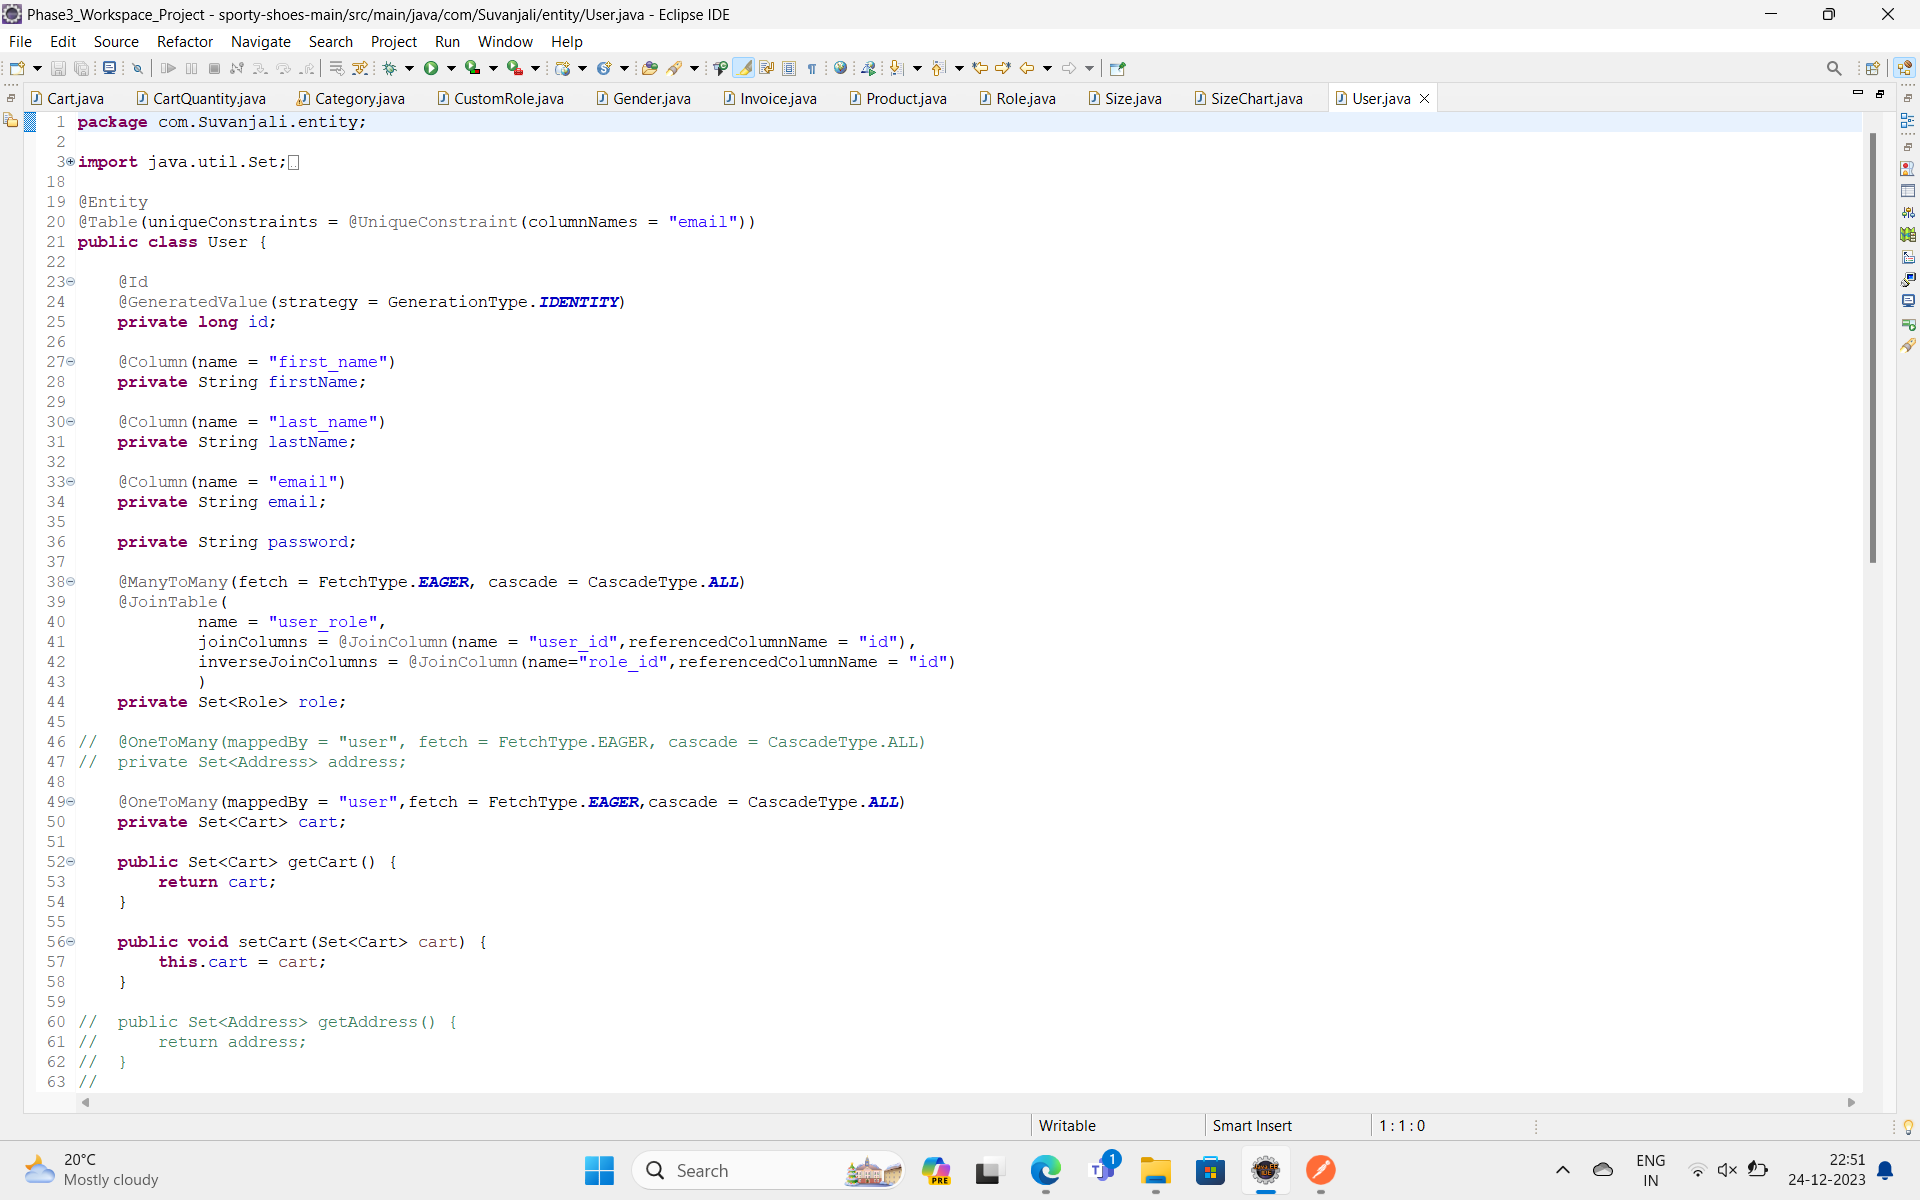 Phase3_Workspace_Project - sporty-shoes-main/src/main/java/com/Suvanjali/entity/User.java - Eclipse IDE
File Edit Source Refactor Navigate Search Project Run Window Help
Cart.java CartQuantity.java Category.java CustomRole.java Gender.java Invoice.java Product.java Role.java Size.java SizeChart.java User.java
1 package com.Suvanjali.entity;
2
3 import java.util.Set;
18
19 @Entity
20 @Table(uniqueConstraints = @UniqueConstraint(columnNames = "email"))
21 public class User {
22
23 @Id
24 @GeneratedValue(strategy = GenerationType.IDENTITY)
25 private long id;
26
27 @Column(name = "first_name")
28 private String firstName;
29
30 @Column(name = "last_name")
31 private String lastName;
32
33 @Column(name = "email")
34 private String email;
35
36 private String password;
37
38 @ManyToMany(fetch = FetchType.EAGER, cascade = CascadeType.ALL)
39 @JoinTable(
40 name = "user_role",
41 joinColumns = @JoinColumn(name = "user_id",referencedColumnName = "id"),
42 inverseJoinColumns = @JoinColumn(name="role_id",referencedColumnName = "id")
43 )
44 private Set<Role> role;
45
46 // @OneToMany(mappedBy = "user", fetch = FetchType.EAGER, cascade = CascadeType.ALL)
47 // private Set<Address> address;
48
49 @OneToMany(mappedBy = "user",fetch = FetchType.EAGER,cascade = CascadeType.ALL)
50 private Set<Cart> cart;
51
52 public Set<Cart> getCart() {
53 return cart;
54 }
55
56 public void setCart(Set<Cart> cart) {
57 this.cart = cart;
58 }
59
60 // public Set<Address> getAddress() {
61 // return address;
62 // }
63 //
Writable Smart Insert 1 : 1 : 0
20°C
Mostly cloudy
Search
PRE
1
ENG
IN
22:51
24-12-2023